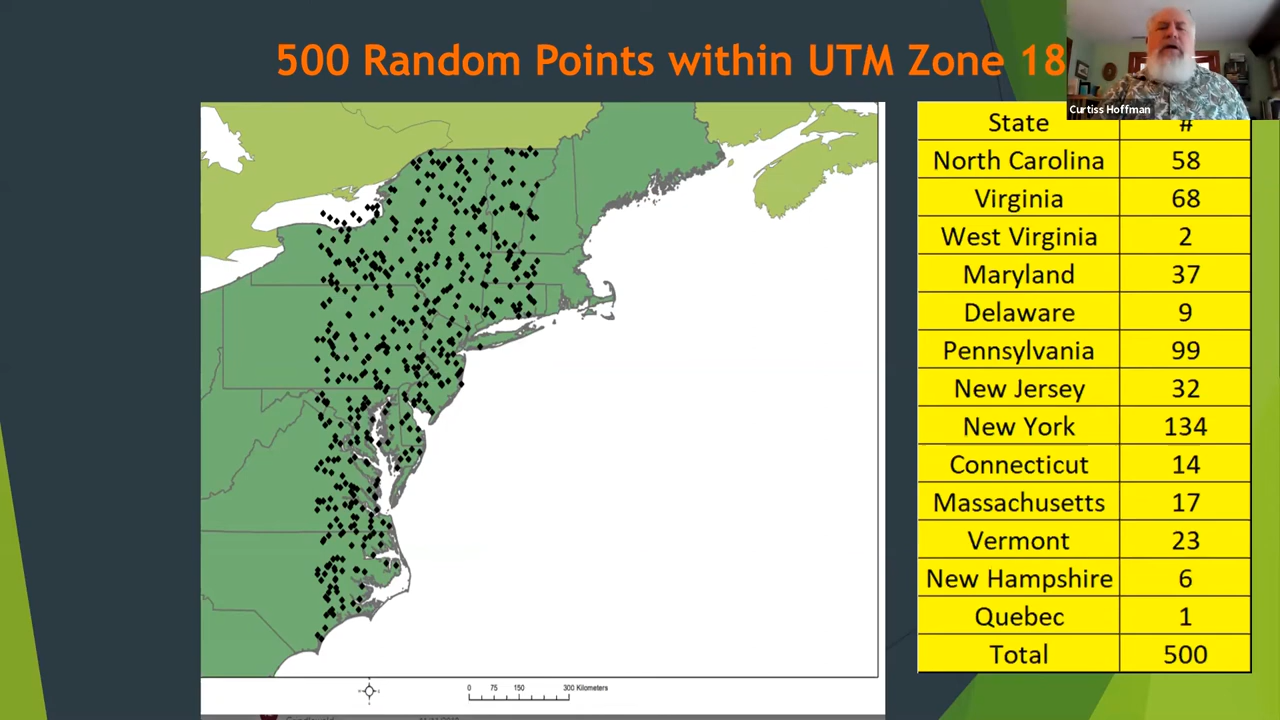 500 Random Points within UTM Zone 18
Curtiss Hoffman
State #
North Carolina 58
Virginia 68
West Virginia 2
Maryland 37
Delaware 9
Pennsylvania 99
New Jersey 32
New York 134
Connecticut 14
Massachusetts 17
Vermont 23
New Hampshire 6
Quebec 1
Total 500
0 75 150 300 Kilometers